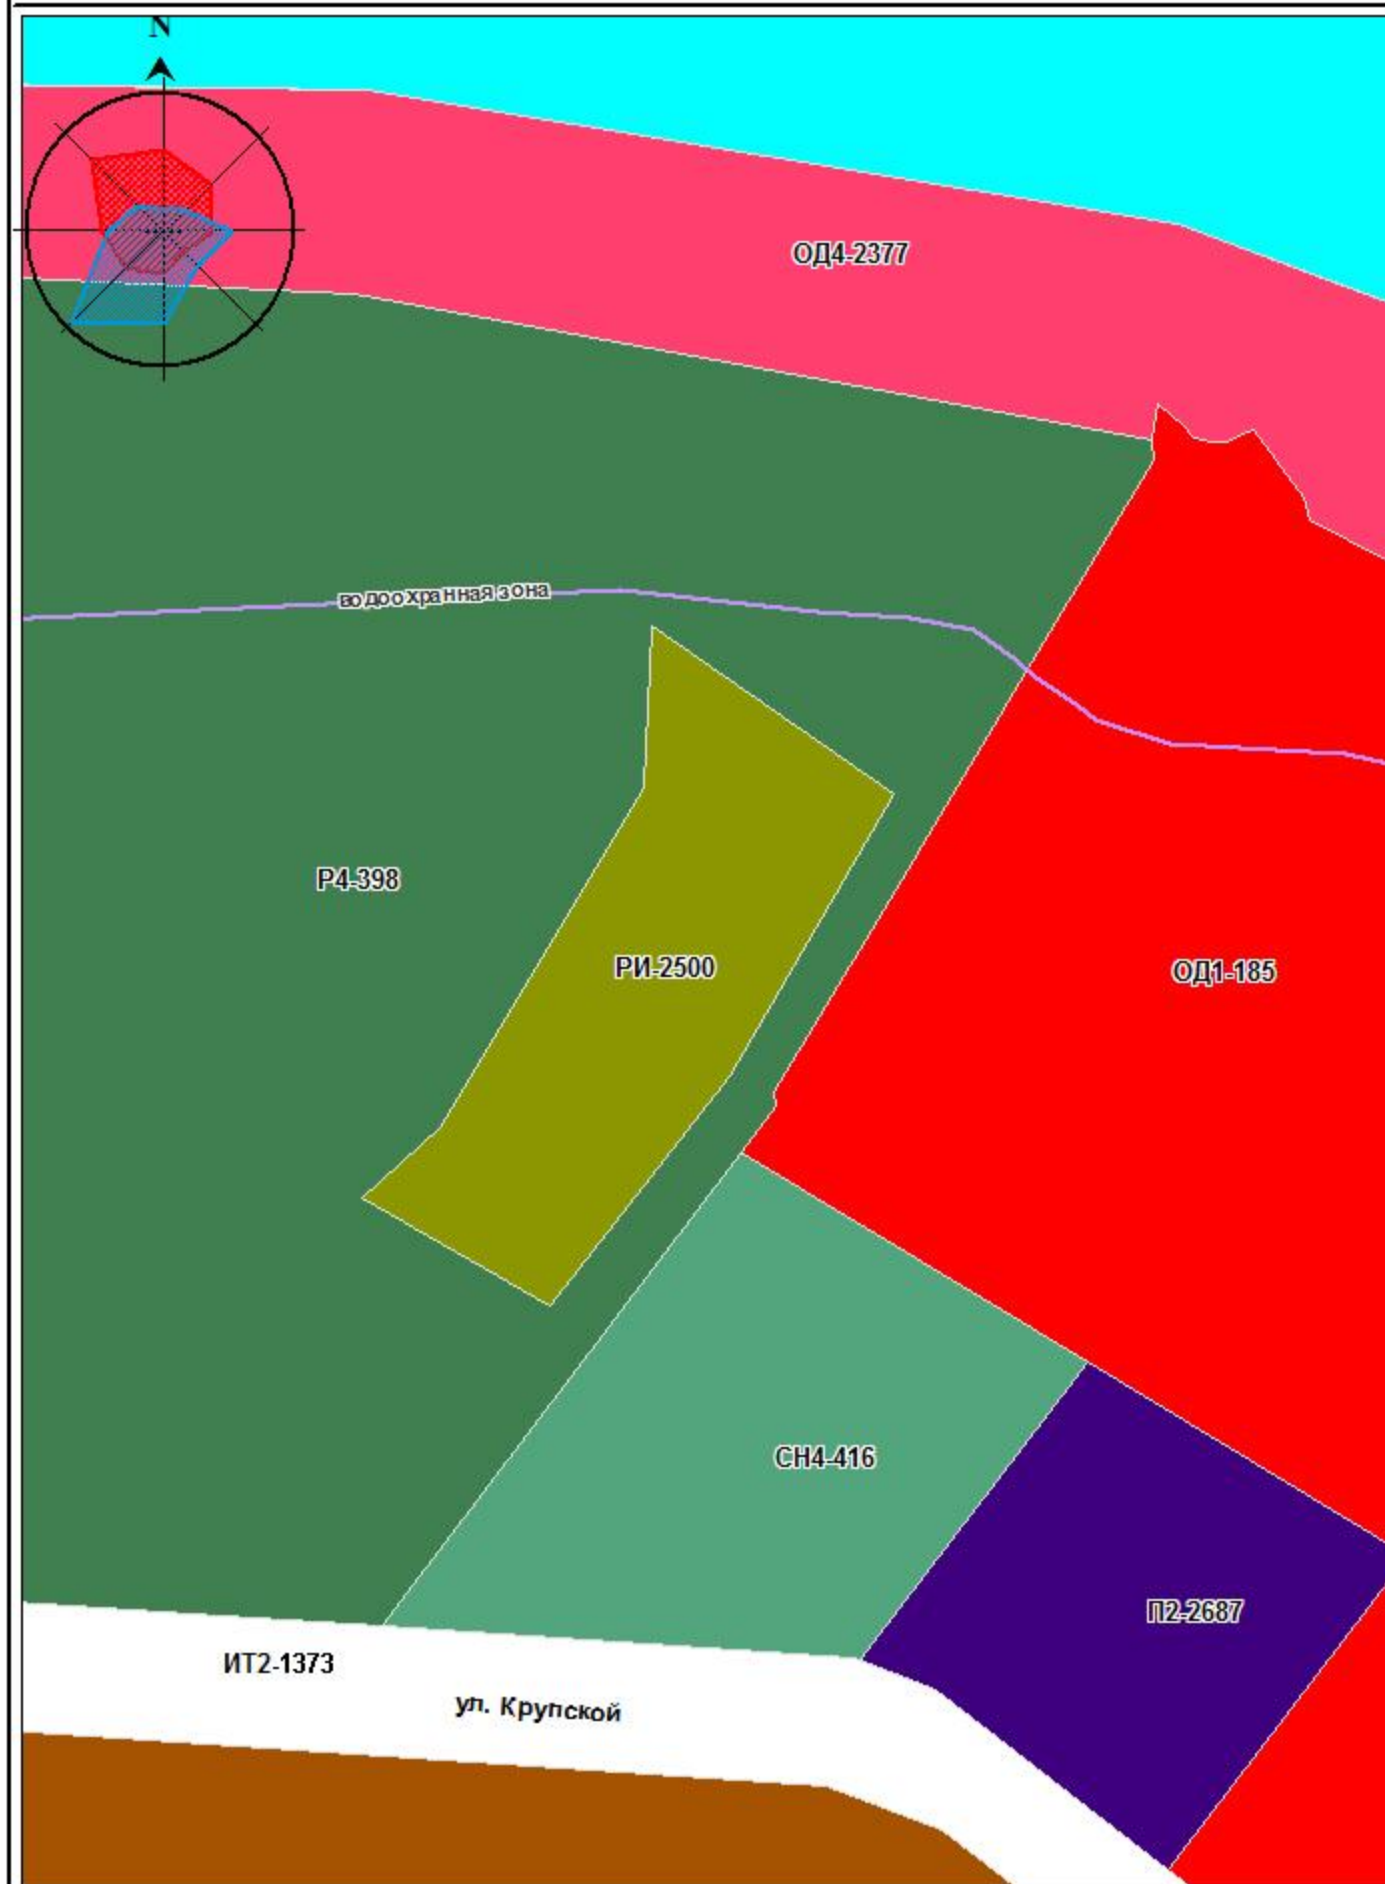 N
ОД4-2377
водоохранная зона
Р4-398
РИ-2500
ОД1-185
СН4-416
П2-2687
ИТ2-1373
ул. Крупской